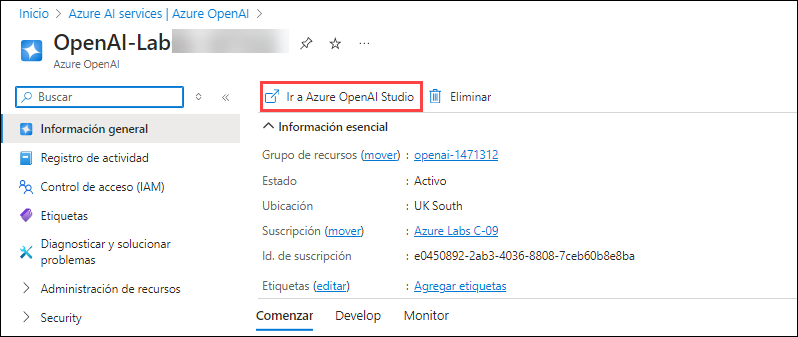 Inicio > Azure AI services | Azure OpenAI >
OpenAI-Lab
Azure OpenAI
Buscar
Ir a Azure OpenAI Studio
Eliminar
Información general
Registro de actividad
Control de acceso (IAM)
Etiquetas
Diagnosticar y solucionar
problemas
Administración de recursos
Security
Información esencial
Grupo de recursos (mover) : openai-1471312
Estado : Activo
Ubicación : UK South
Suscripción (mover) : Azure Labs C-09
Id. de suscripción : e0450892-2ab3-4036-8808-7ceb60b8e8ba
Etiquetas (editar) : Agregar etiquetas
Comenzar Develop Monitor